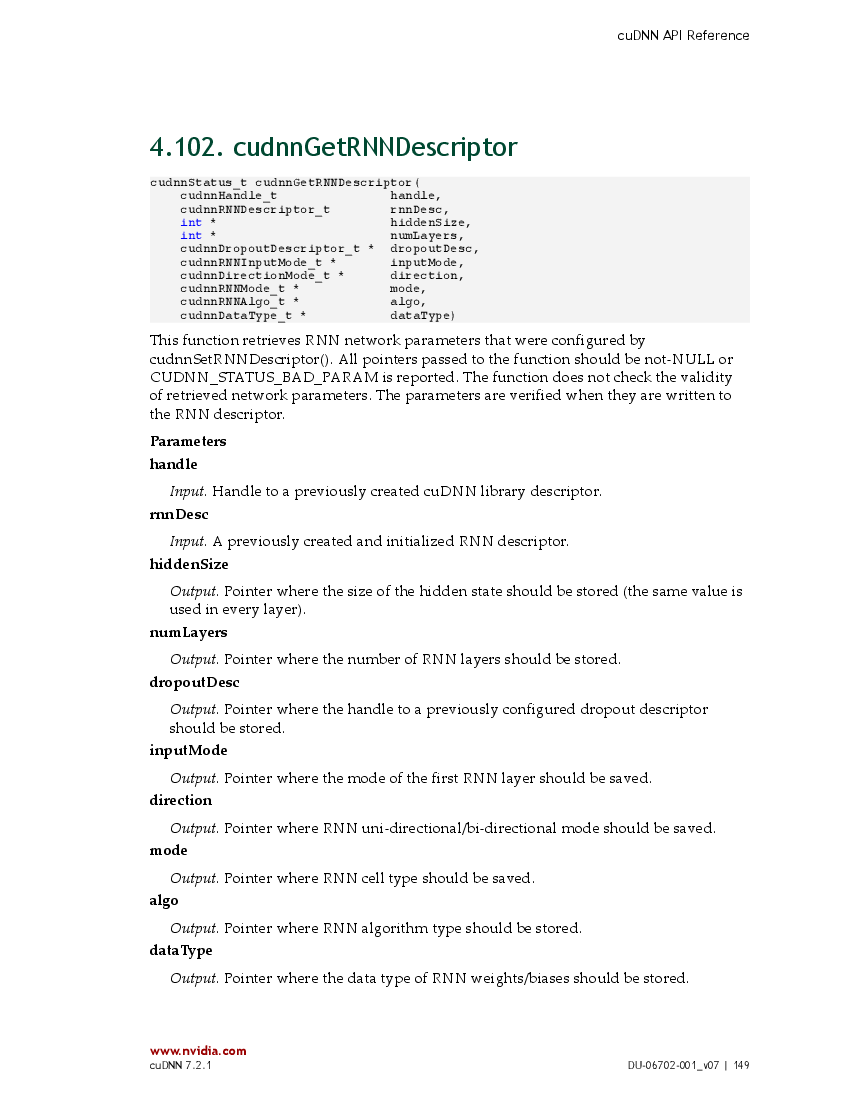 cuDNN API Reference
4.102. cudnnGetRNNDescriptor
cudnnStatus_t cudnnGetRNNDescriptor(
    cudnnHandle_t               handle,
    cudnnRNNDescriptor_t        rnnDesc,
    int *                       hiddenSize,
    int *                       numLayers,
    cudnnDropoutDescriptor_t *  dropoutDesc,
    cudnnRNNInputMode_t *       inputMode,
    cudnnDirectionMode_t *      direction,
    cudnnRNNMode_t *            mode,
    cudnnRNNAlgo_t *            algo,
    cudnnDataType_t *           dataType)
This function retrieves RNN network parameters that were configured by
cudnnSetRNNDescriptor(). All pointers passed to the function should be not-NULL or
CUDNN_STATUS_BAD_PARAM is reported. The function does not check the validity
of retrieved network parameters. The parameters are verified when they are written to
the RNN descriptor.
Parameters
handle
Input. Handle to a previously created cuDNN library descriptor.
rnnDesc
Input. A previously created and initialized RNN descriptor.
hiddenSize
Output. Pointer where the size of the hidden state should be stored (the same value is
used in every layer).
numLayers
Output. Pointer where the number of RNN layers should be stored.
dropoutDesc
Output. Pointer where the handle to a previously configured dropout descriptor
should be stored.
inputMode
Output. Pointer where the mode of the first RNN layer should be saved.
direction
Output. Pointer where RNN uni-directional/bi-directional mode should be saved.
mode
Output. Pointer where RNN cell type should be saved.
algo
Output. Pointer where RNN algorithm type should be stored.
dataType
Output. Pointer where the data type of RNN weights/biases should be stored.
www.nvidia.com
cuDNN 7.2.1 DU-06702-001_v07 | 149